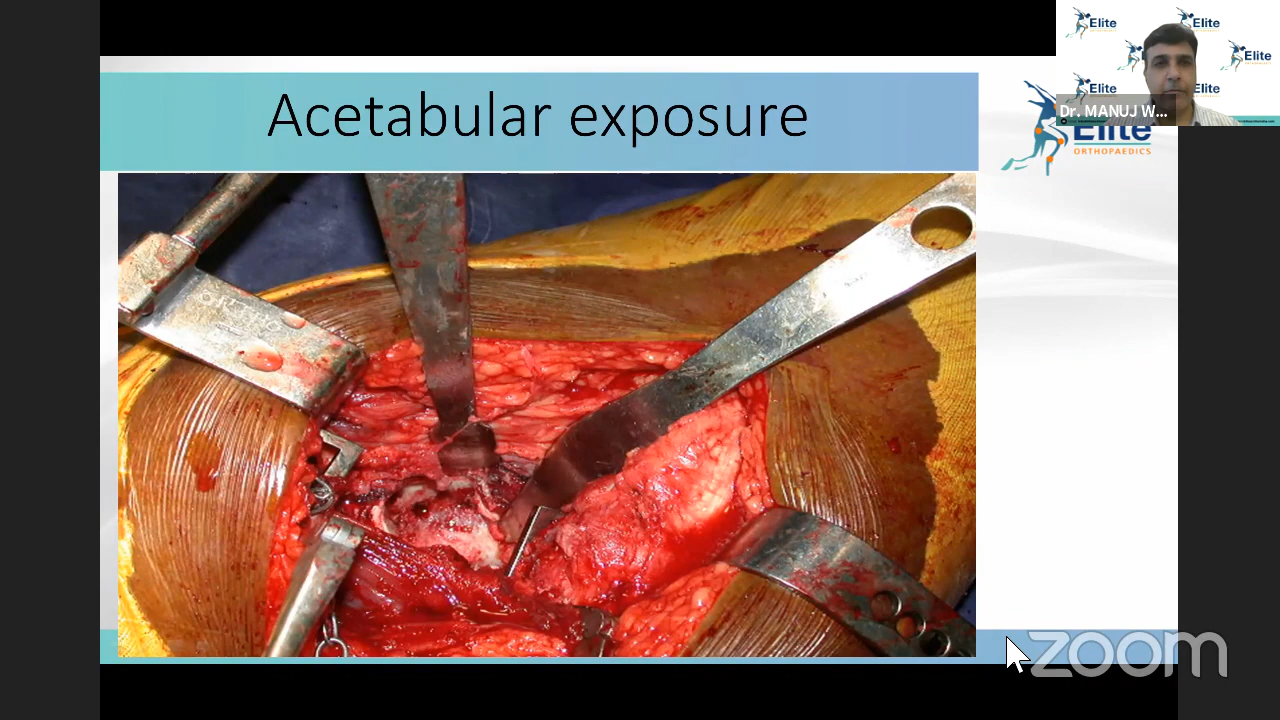 Acetabular exposure
Elite
Elite
Elite
Elite
Elite
Dr. MANUJ W...
Elite
ORTHOPAEDICS
zoom